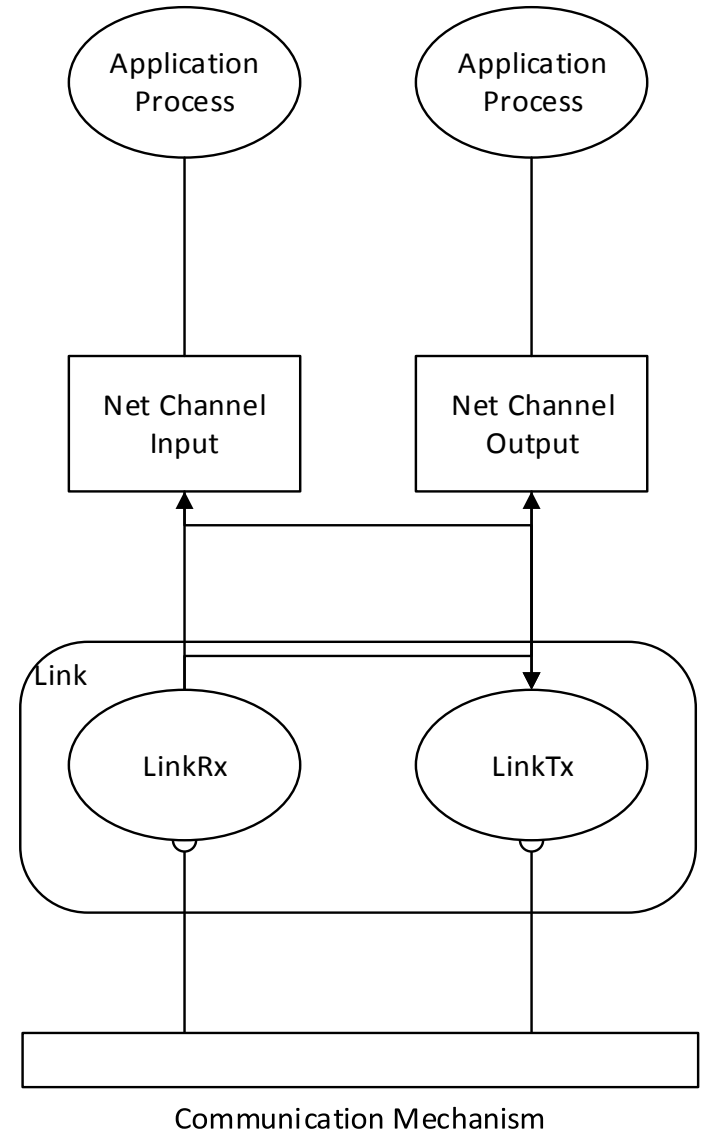 Application
Process
Application
Process
Net Channel
Input
Net Channel
Output
Link
LinkRx
LinkTx
Communication Mechanism